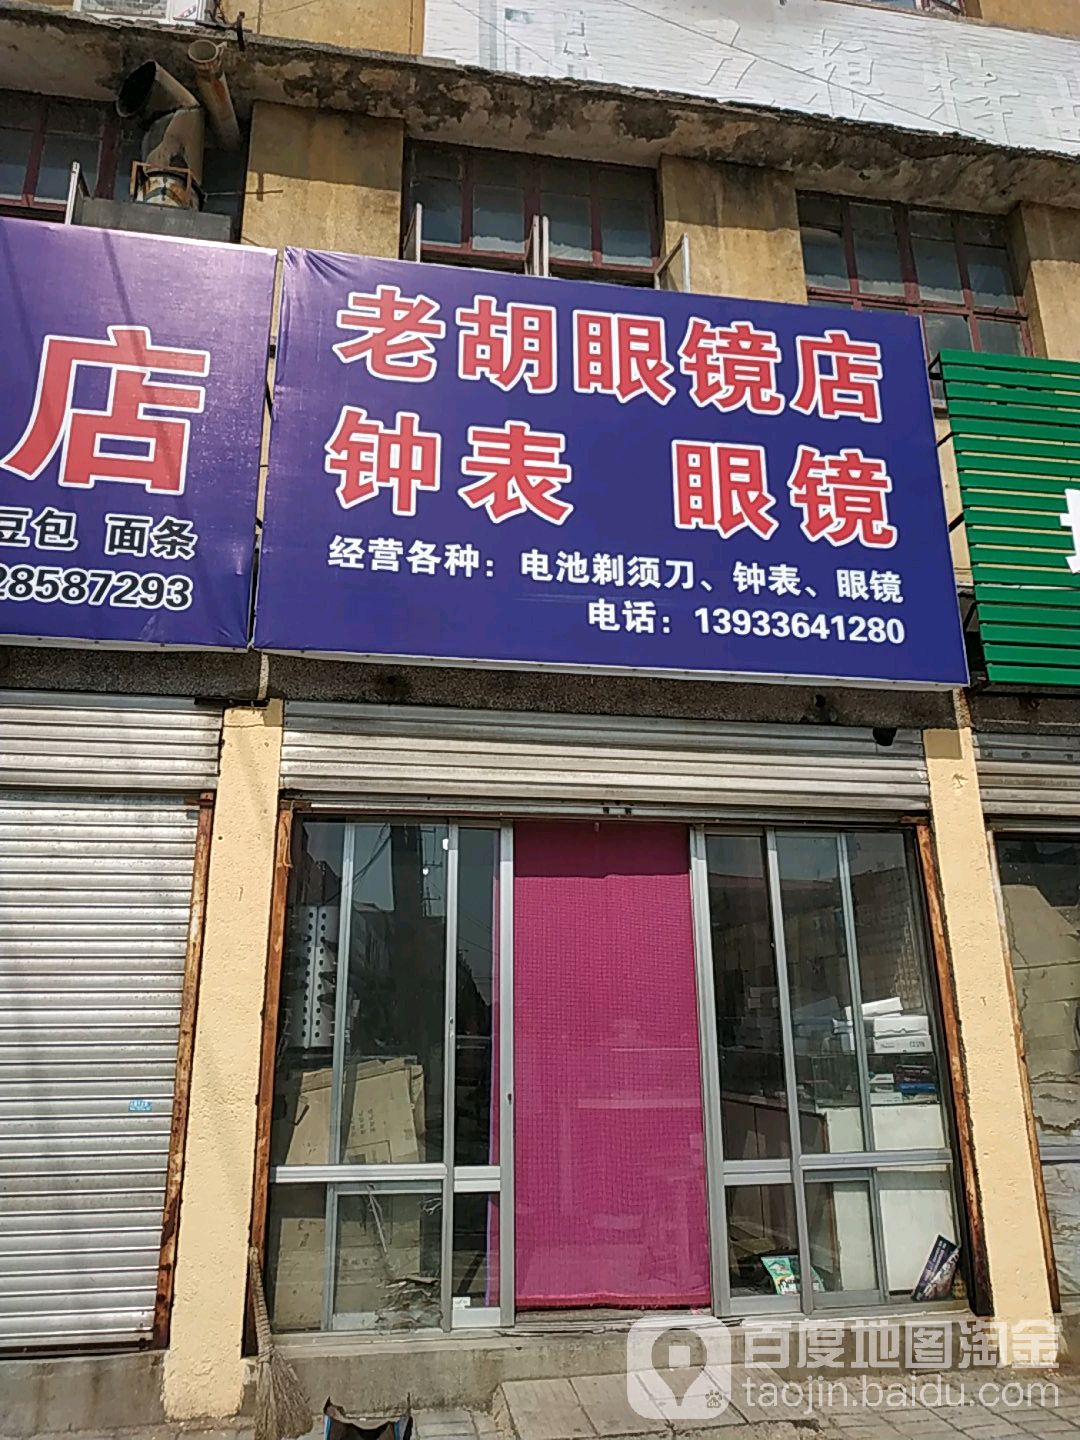 老胡眼镜店
钟表 眼镜
经营各种：电池剃须刀、钟表、眼镜
电话：13933641280
店
豆包 面条
28587293
百度地图淘金
taojin.baidu.com